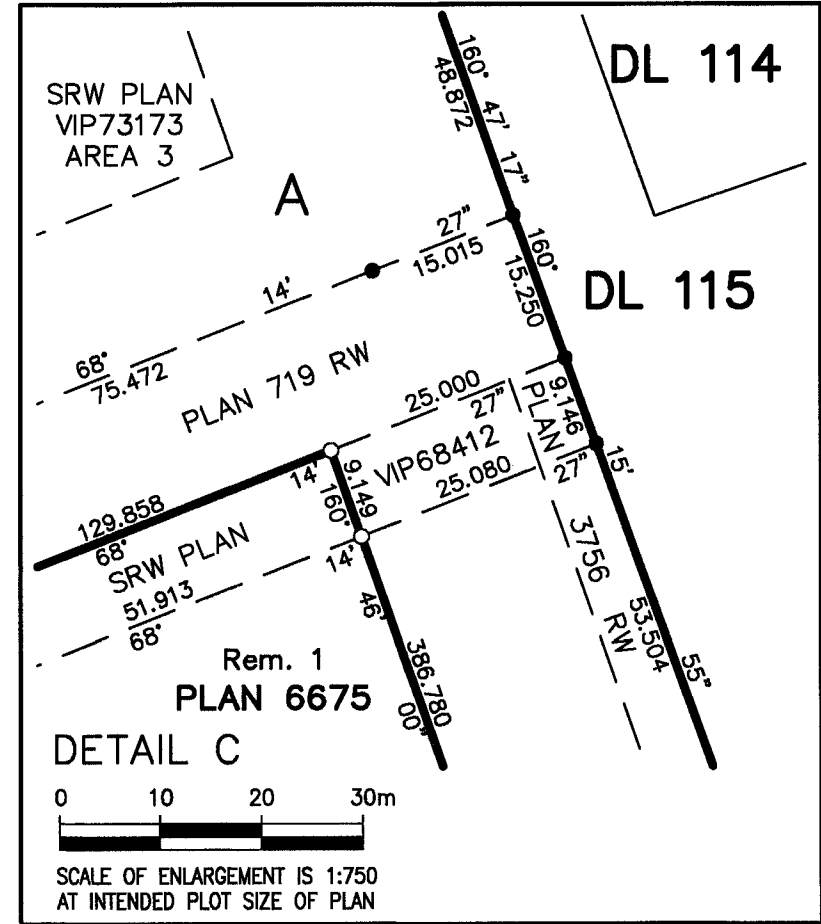 DL 114
SRW PLAN
VIP73173
AREA 3
160° 47' 17"
48.872
A
27"
15.015
14'
68°
75.472
160°
15.250
DL 115
PLAN 719 RW
25.000
27"
9.146
15'
PLAN
27"
VIP68412
25.080
14'
9.149
160°
129.858
68°
SRW PLAN
14'
51.913
68°
3756
RW
53.504
55"
46'
386.780
00"
Rem. 1
PLAN 6675
DETAIL C
0 10 20 30m
SCALE OF ENLARGEMENT IS 1:750
AT INTENDED PLOT SIZE OF PLAN